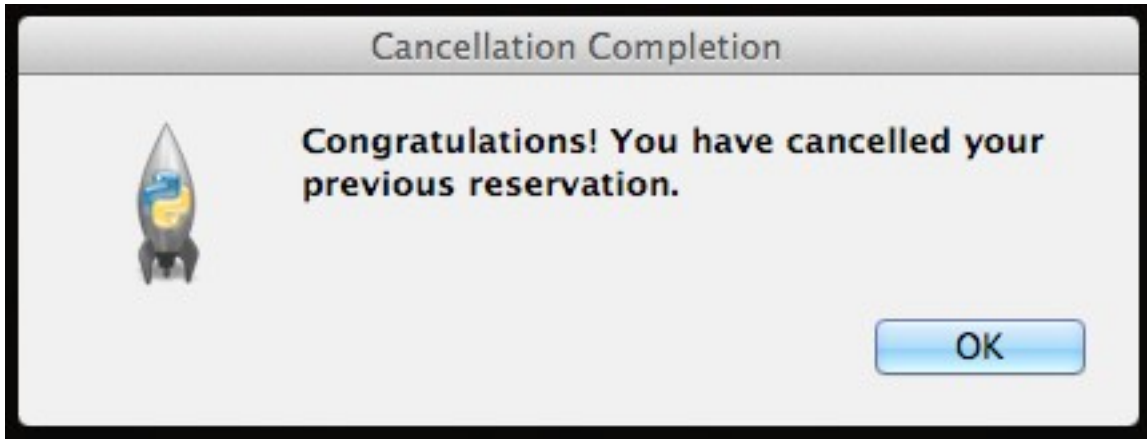 Cancellation Completion
Congratulations! You have cancelled your
previous reservation.
OK